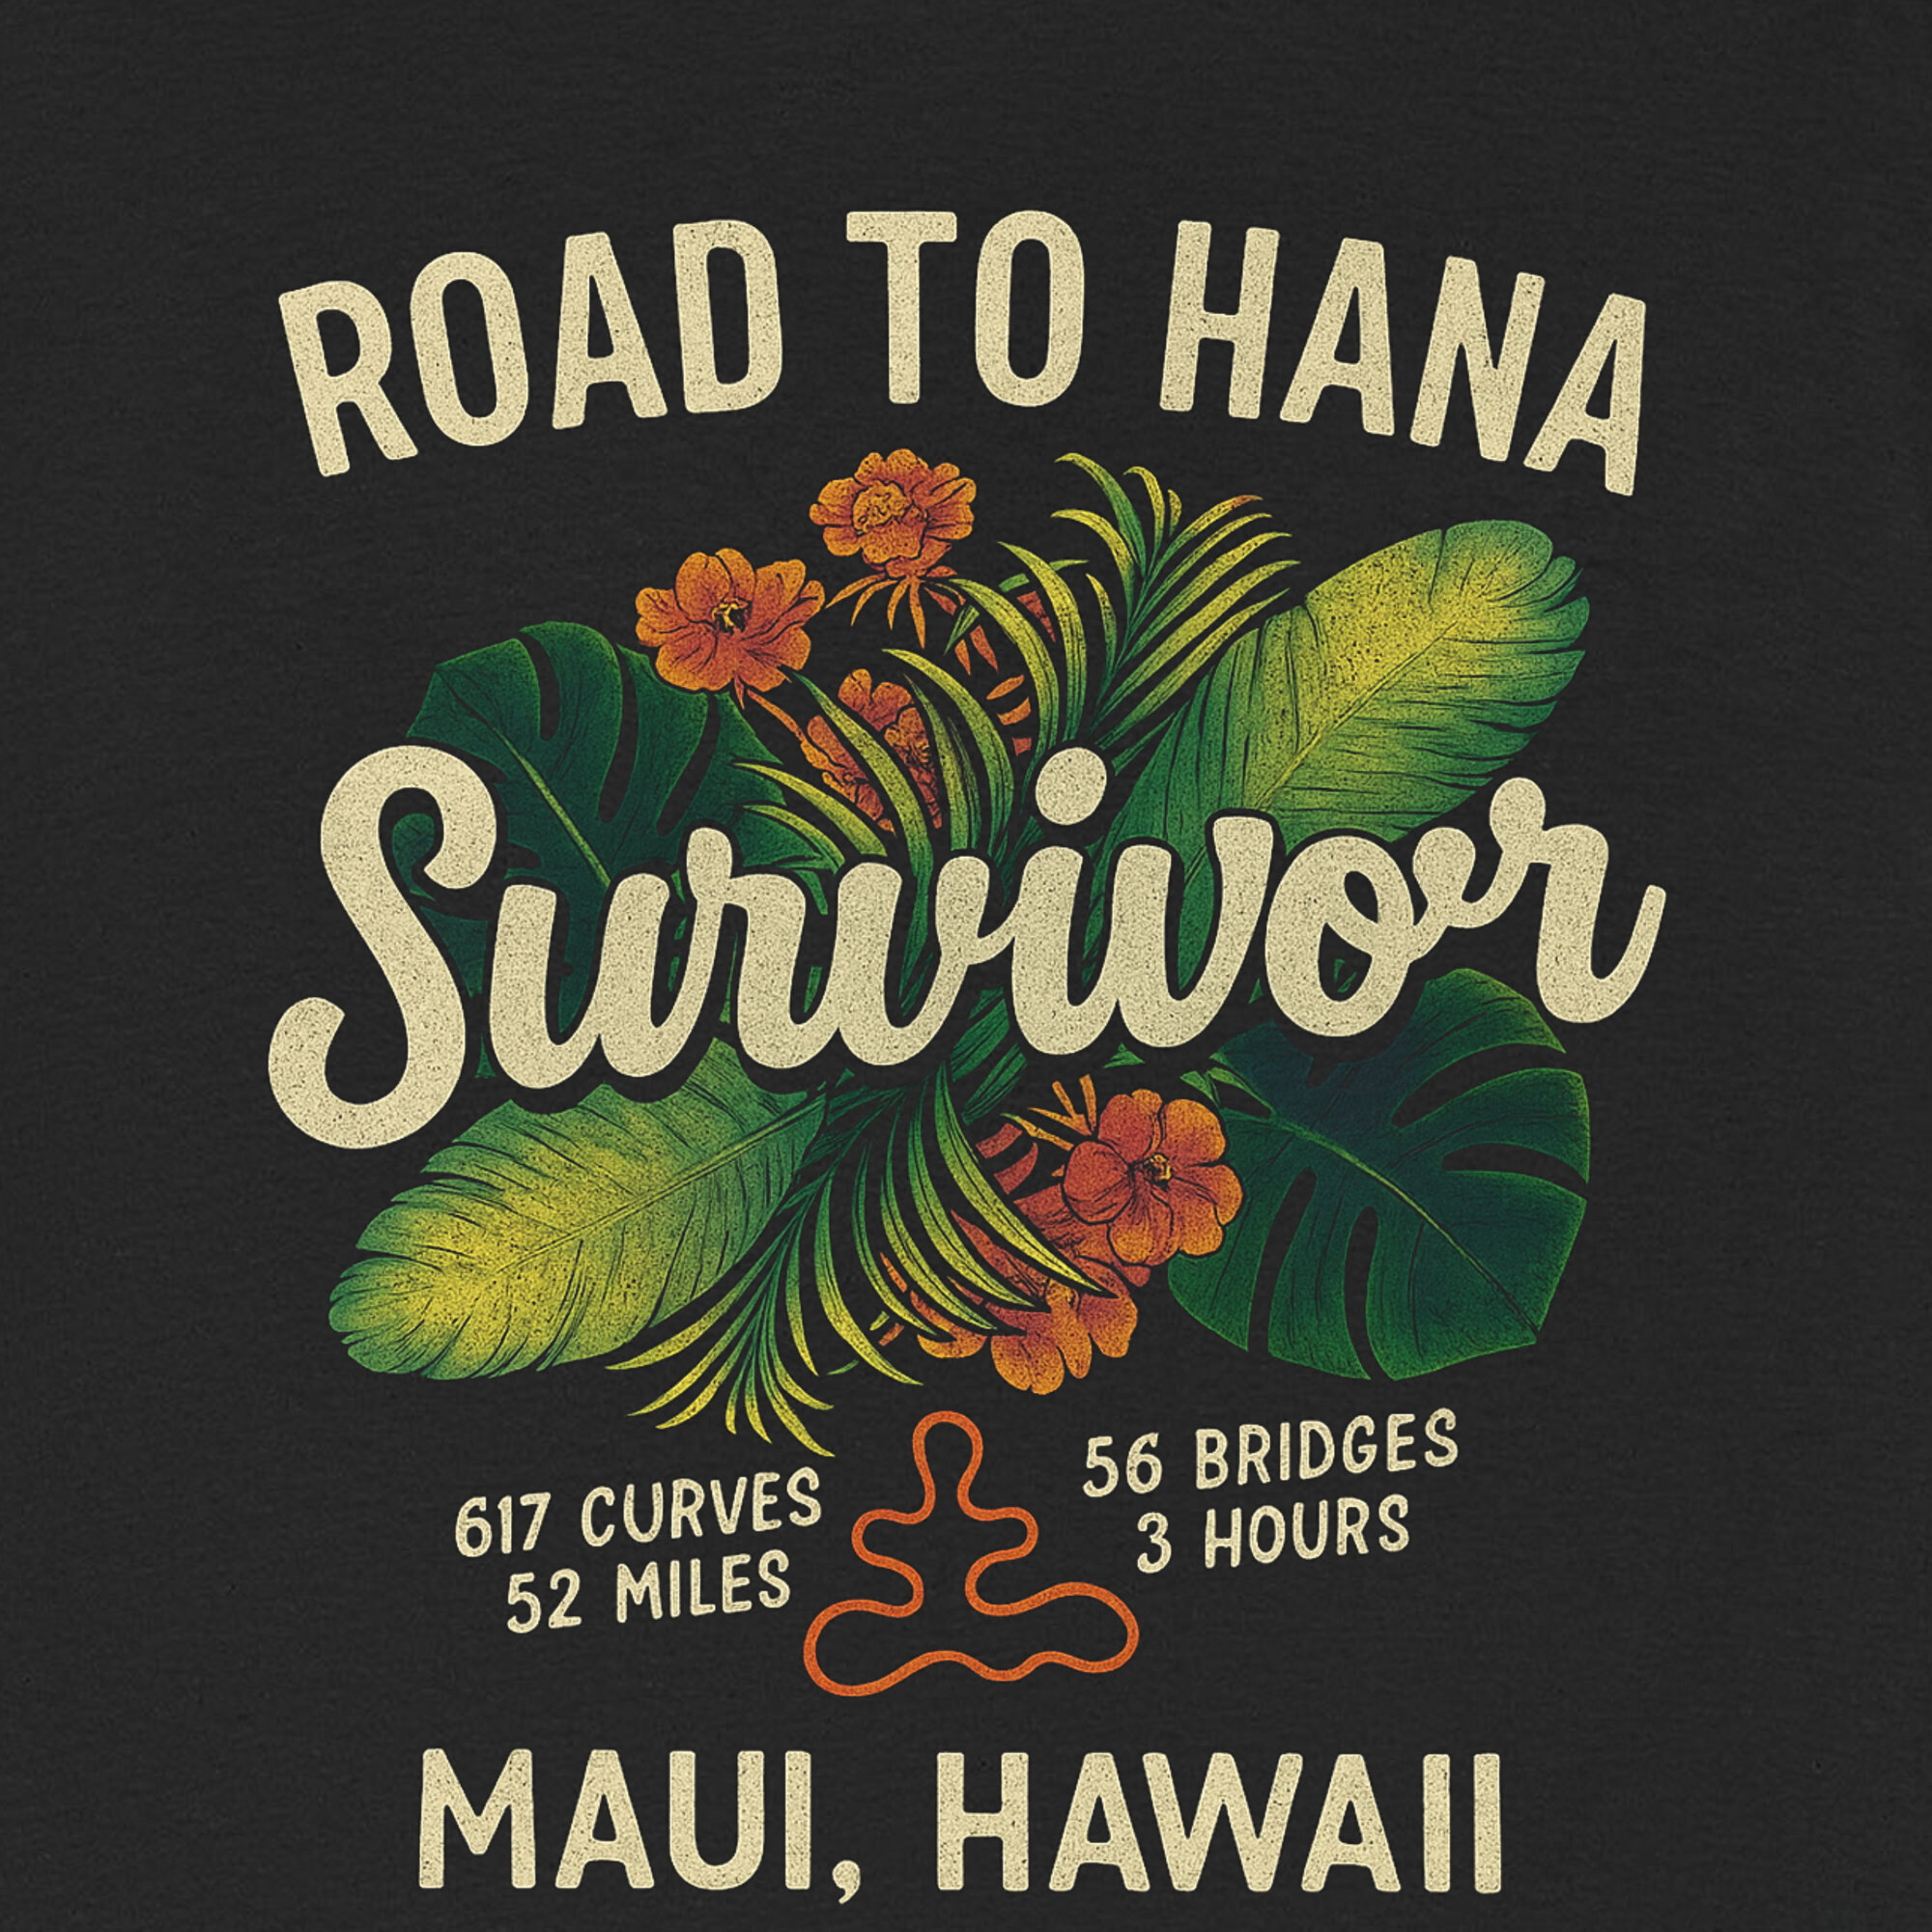 ROAD TO HANA
Survivor
617 CURVES
52 MILES
56 BRIDGES
3 HOURS
MAUI, HAWAII